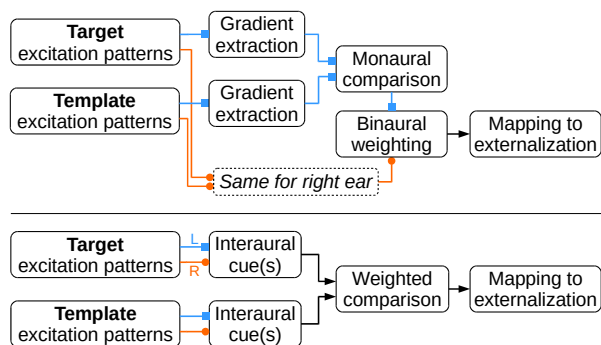 Target
excitation patterns
Gradient
extraction
Monaural
comparison
Template
excitation patterns
Gradient
extraction
Binaural
weighting
Mapping to
externalization
Same for right ear
Target
excitation patterns
L
R
Interaural
cue(s)
Weighted
comparison
Mapping to
externalization
Template
excitation patterns
Interaural
cue(s)